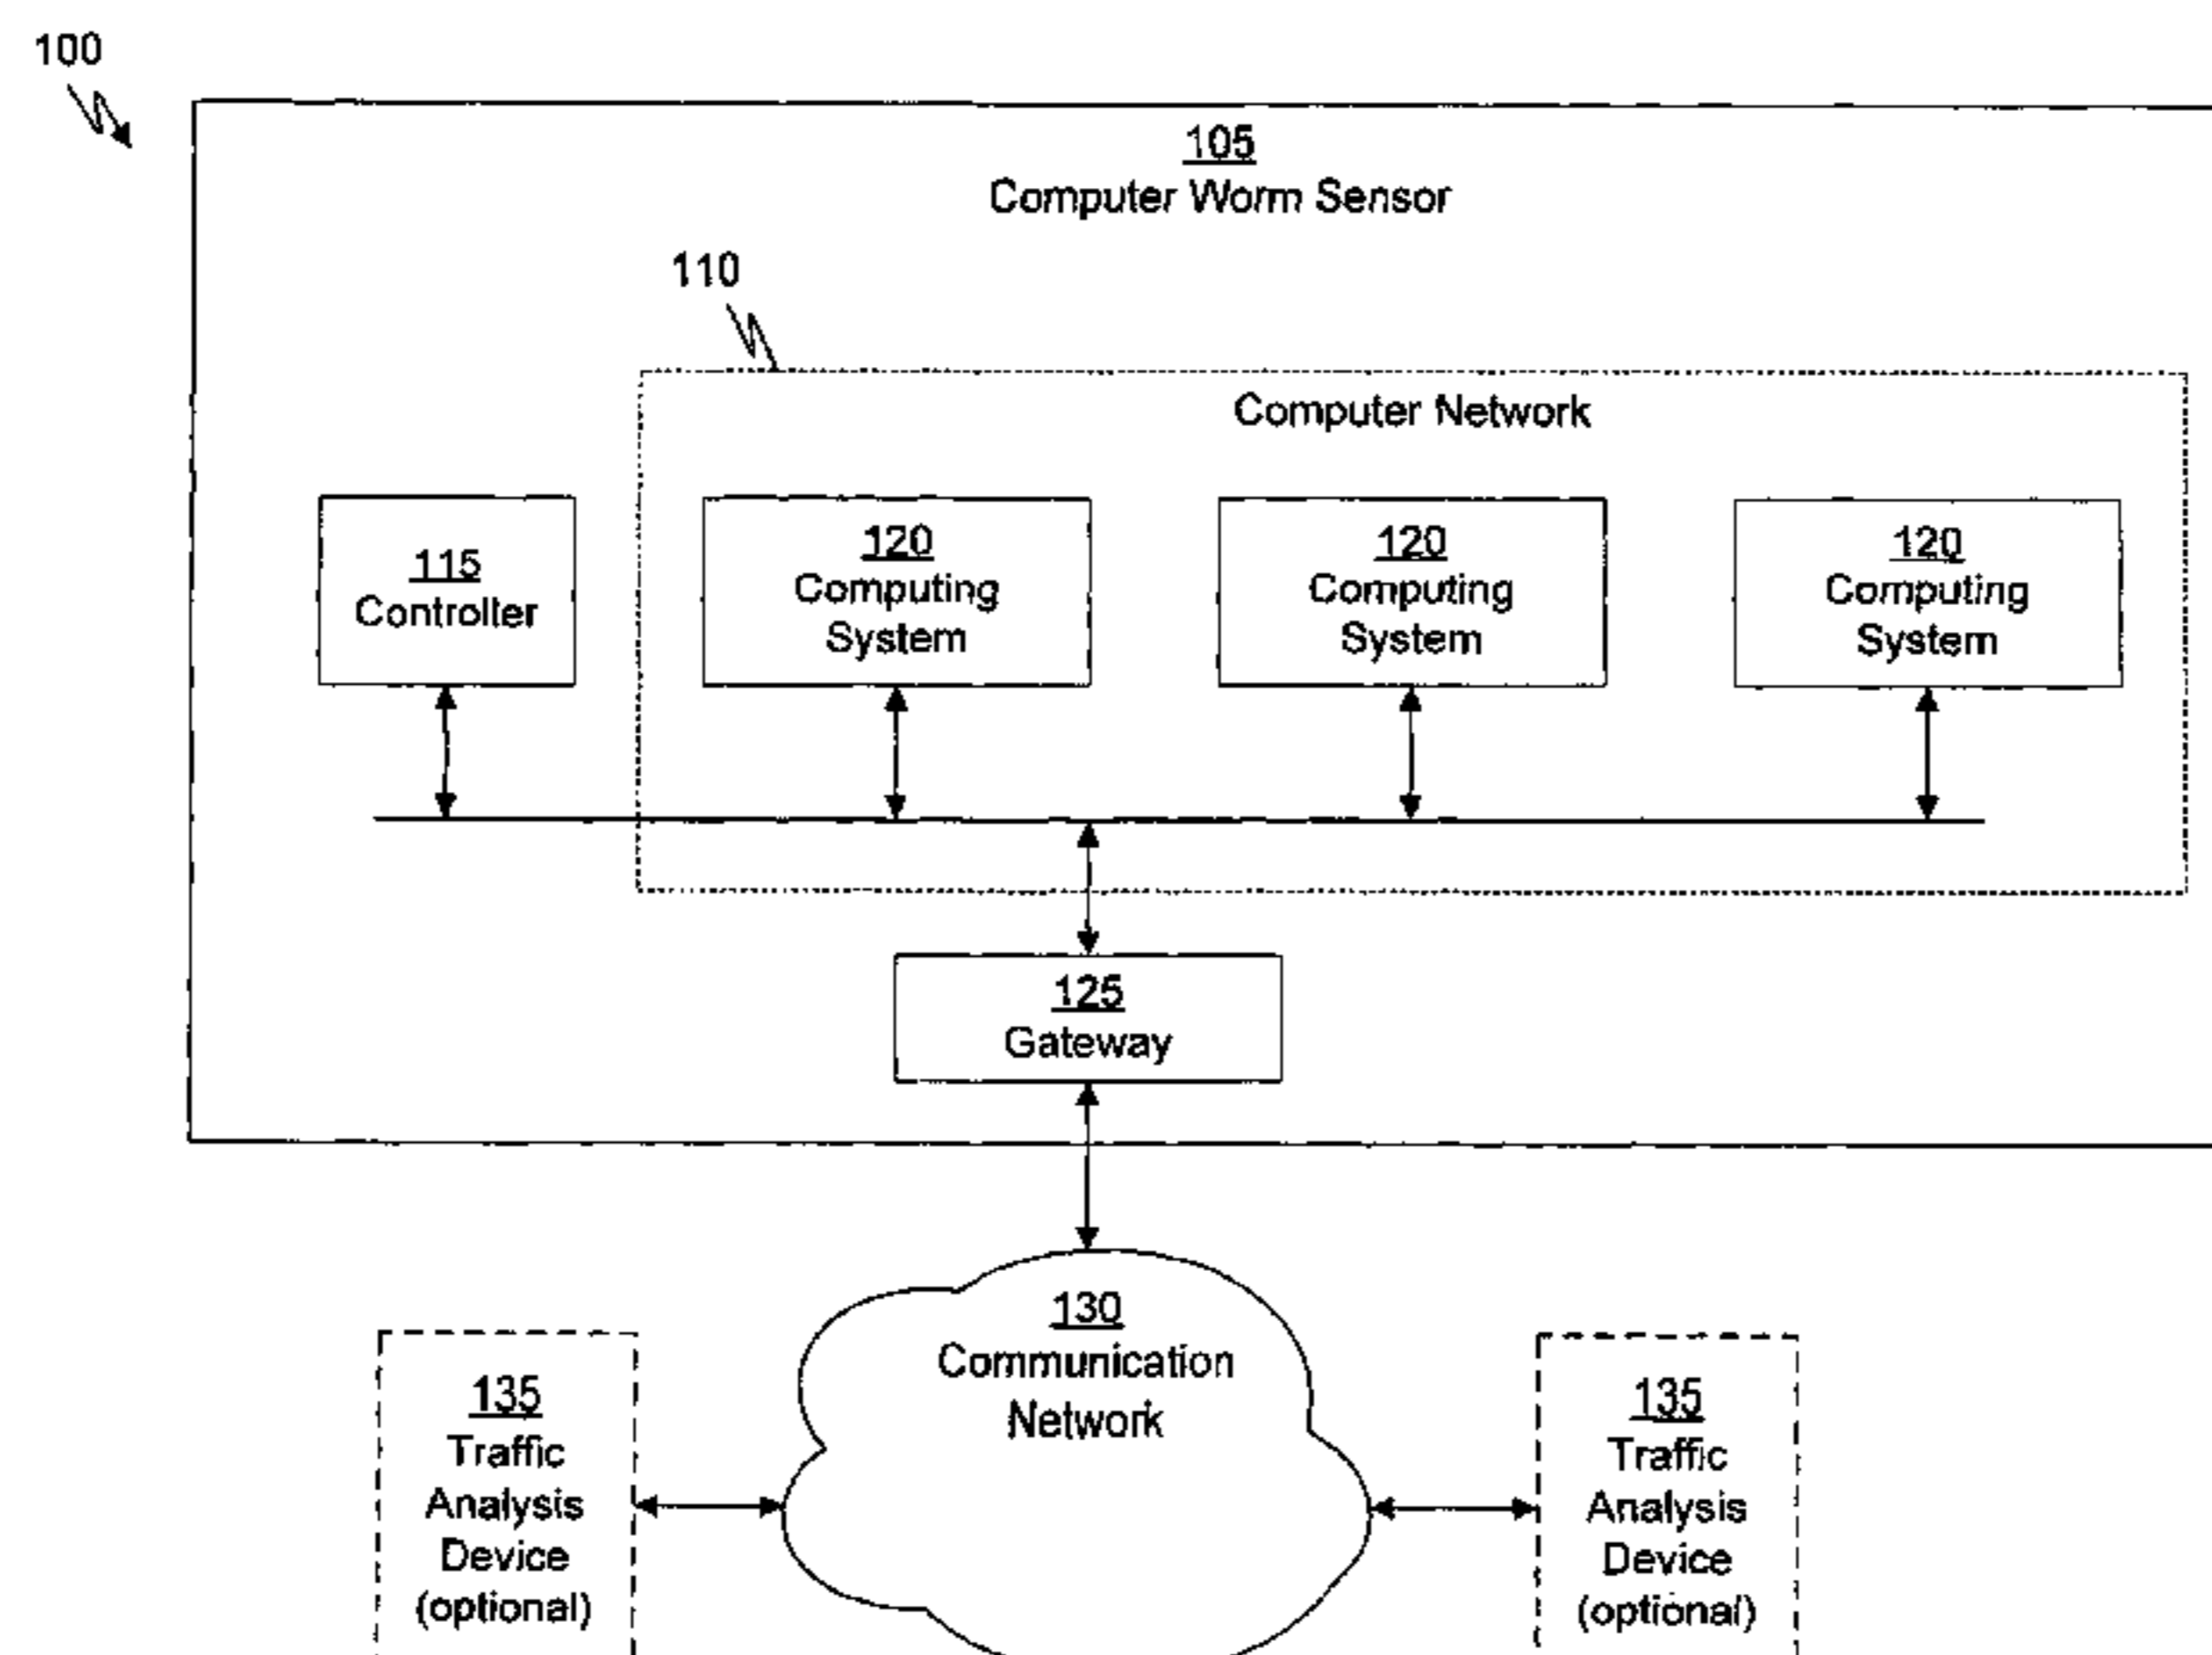 100
105
Computer Worm Sensor
110
Computer Network
115
Controller
120
Computing
System
120
Computing
System
120
Computing
System
125
Gateway
130
Communication
Network
135
Traffic
Analysis
Device
(optional)
135
Traffic
Analysis
Device
(optional)